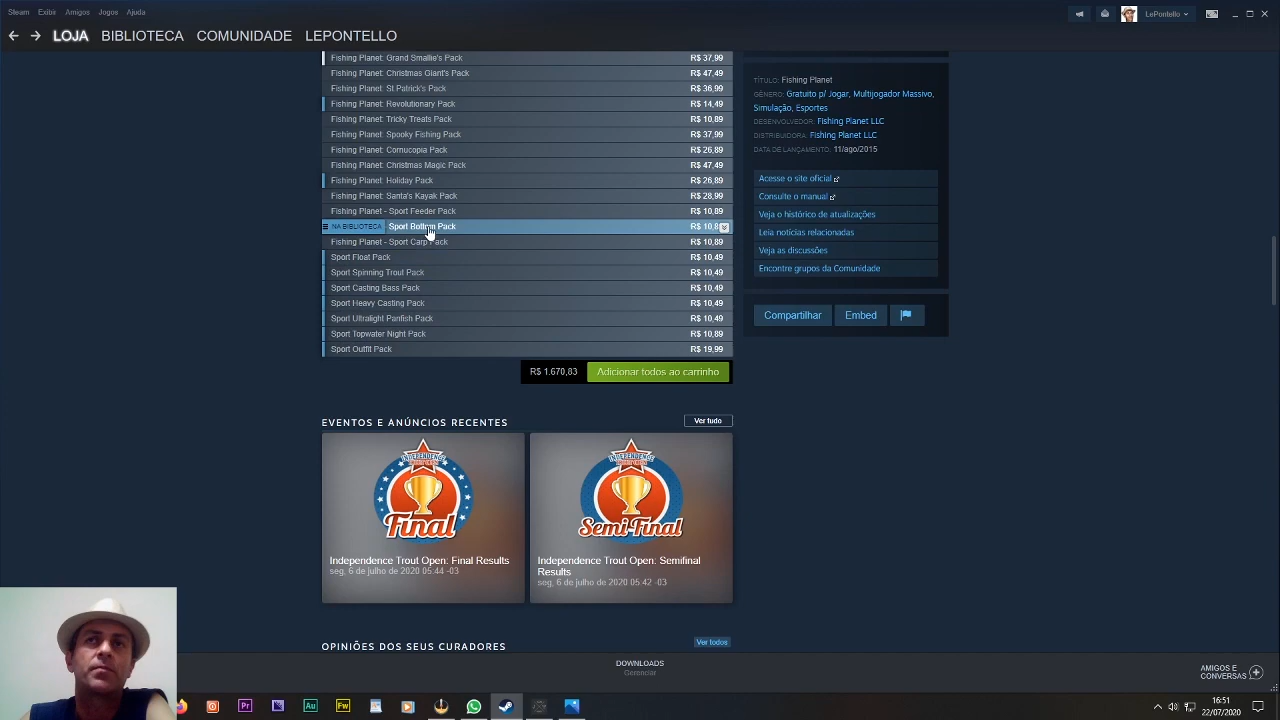 Steam Exibir Amigos Jogos Ajuda
LePontello
LOJA BIBLIOTECA COMUNIDADE LEPONTELLO
Fishing Planet: Grand Smallie's Pack R$ 37,99
Fishing Planet: Christmas Giant's Pack R$ 47,49
Fishing Planet: St.Patrick's Pack R$ 36,99
Fishing Planet: Revolutionary Pack R$ 14,49
Fishing Planet: Tricky Treats Pack R$ 10,89
Fishing Planet: Spooky Fishing Pack R$ 37,99
Fishing Planet: Cornucopia Pack R$ 26,89
Fishing Planet: Christmas Magic Pack R$ 47,49
Fishing Planet: Holiday Pack R$ 26,89
Fishing Planet: Santa's Kayak Pack R$ 28,99
Fishing Planet - Sport Feeder Pack R$ 10,89
NA BIBLIOTECA Sport Bottom Pack R$ 10,8
Fishing Planet - Sport Carp Pack R$ 10,89
Sport Float Pack R$ 10,49
Sport Spinning Trout Pack R$ 10,49
Sport Casting Bass Pack R$ 10,49
Sport Heavy Casting Pack R$ 10,49
Sport Ultralight Panfish Pack R$ 10,49
Sport Topwater Night Pack R$ 10,89
Sport Outfit Pack R$ 19,99
R$ 1.670,83 Adicionar todos ao carrinho
TÍTULO: Fishing Planet
GÊNERO: Gratuito p/ Jogar, Multijogador Massivo,
Simulação, Esportes
DESENVOLVEDOR: Fishing Planet LLC
DISTRIBUIDORA: Fishing Planet LLC
DATA DE LANÇAMENTO: 11/ago/2015
Acesse o site oficial
Consulte o manual
Veja o histórico de atualizações
Leia notícias relacionadas
Veja as discussões
Encontre grupos da Comunidade
Compartilhar Embed
EVENTOS E ANÚNCIOS RECENTES Ver tudo
INDEPENDENCE
Final
INDEPENDENCE
Semi-Final
Independence Trout Open: Final Results
seg, 6 de julho de 2020 05:44 -03
Independence Trout Open: Semifinal
Results
seg, 6 de julho de 2020 05:42 -03
OPINIÕES DOS SEUS CURADORES Ver todos
DOWNLOADS
Gerenciar
AMIGOS E
CONVERSAS
Pr Au Fw
16:51
22/07/2020